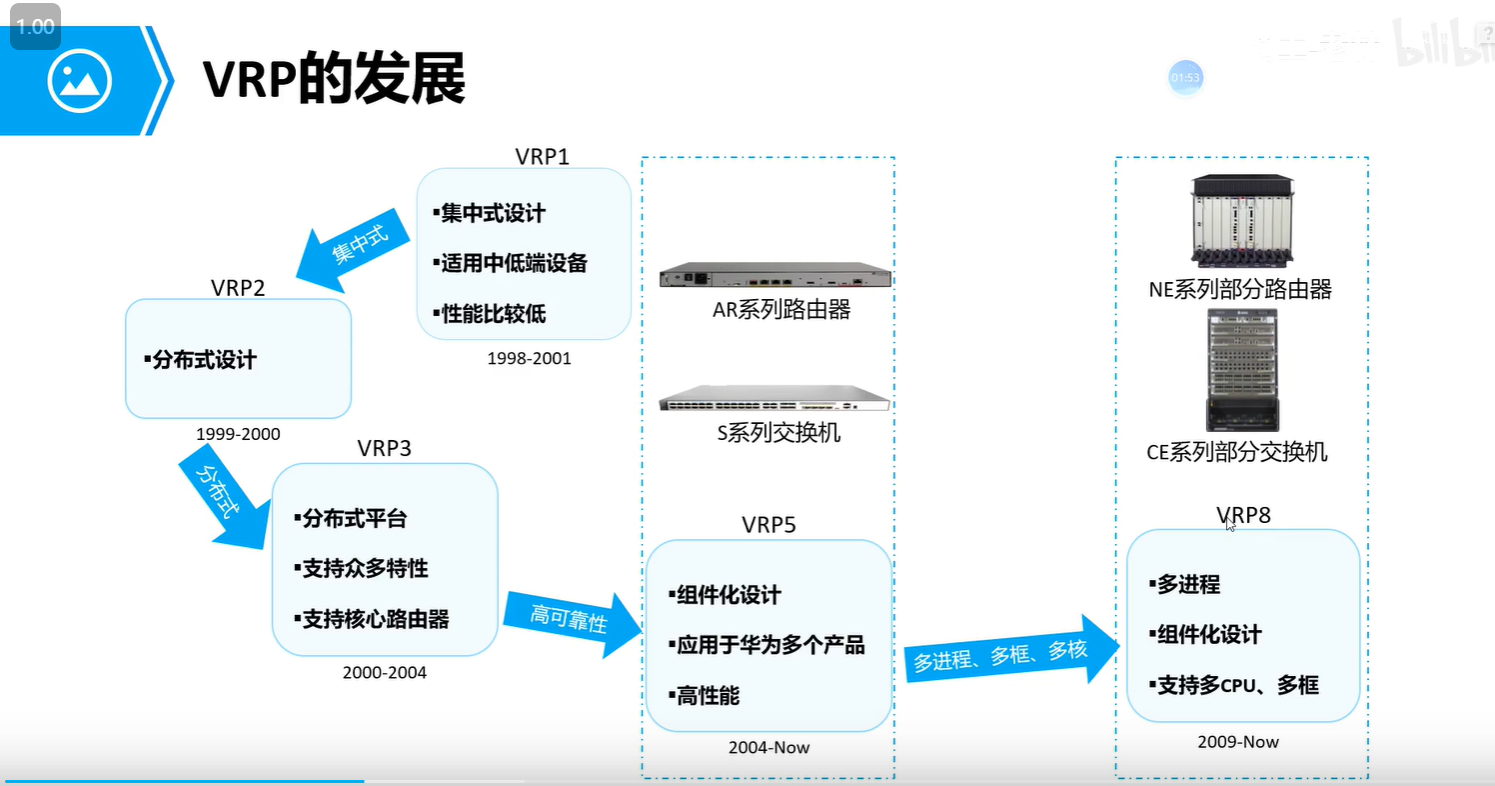 1.00
VRP的发展
01:53
bilibili
VRP1
▪集中式设计
▪适用中低端设备
▪性能比较低
1998-2001
集中式
VRP2
▪分布式设计
1999-2000
分布式
VRP3
▪分布式平台
▪支持众多特性
▪支持核心路由器
2000-2004
高可靠性
AR系列路由器
S系列交换机
VRP5
▪组件化设计
▪应用于华为多个产品
▪高性能
2004-Now
多进程、多框、多核
NE系列部分路由器
CE系列部分交换机
VRP8
▪多进程
▪组件化设计
▪支持多CPU、多框
2009-Now